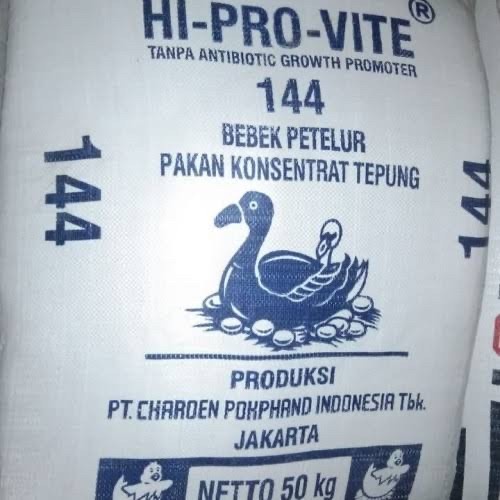 HI-PRO-VITE®
TANPA ANTIBIOTIC GROWTH PROMOTER
144
BEBEK PETELUR
PAKAN KONSENTRAT TEPUNG
144
144
PRODUKSI
PT. CHAROEN POKPHAND INDONESIA Tbk.
JAKARTA
NETTO 50 kg